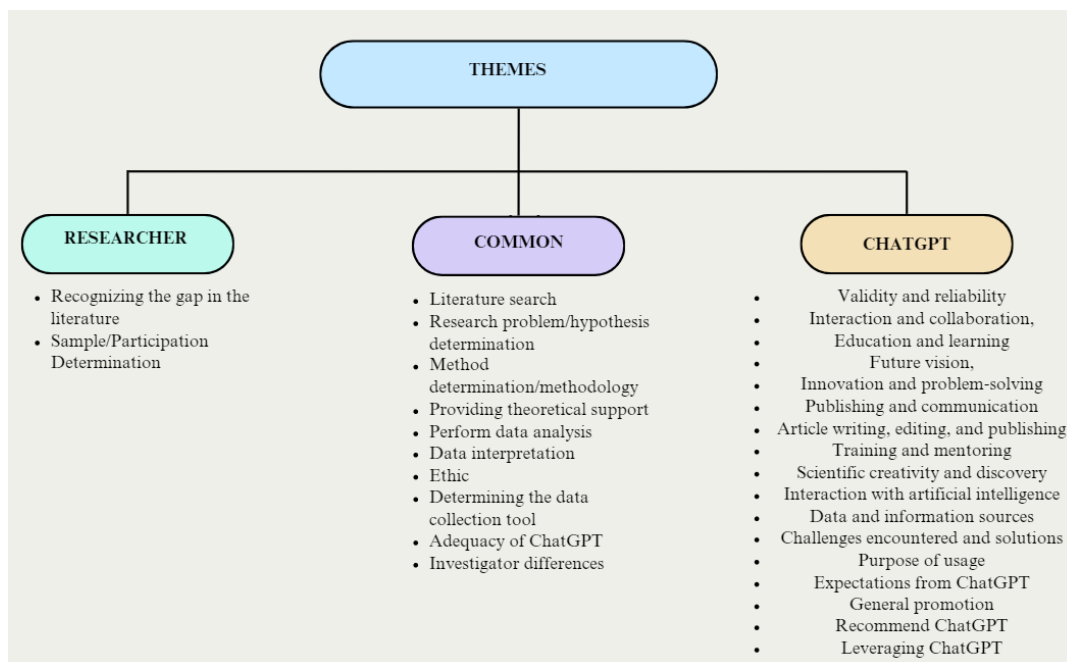 THEMES
RESEARCHER
• Recognizing the gap in the
literature
• Sample/Participation
Determination
COMMON
• Literature search
• Research problem/hypothesis
determination
• Method
determination/methodology
• Providing theoretical support
• Perform data analysis
• Data interpretation
• Ethic
• Determining the data
collection tool
• Adequacy of ChatGPT
• Investigator differences
CHATGPT
• Validity and reliability
• Interaction and collaboration,
• Education and learning
• Future vision,
• Innovation and problem-solving
• Publishing and communication
• Article writing, editing, and publishing
• Training and mentoring
• Scientific creativity and discovery
• Interaction with artificial intelligence
• Data and information sources
• Challenges encountered and solutions
• Purpose of usage
• Expectations from ChatGPT
• General promotion
• Recommend ChatGPT
• Leveraging ChatGPT